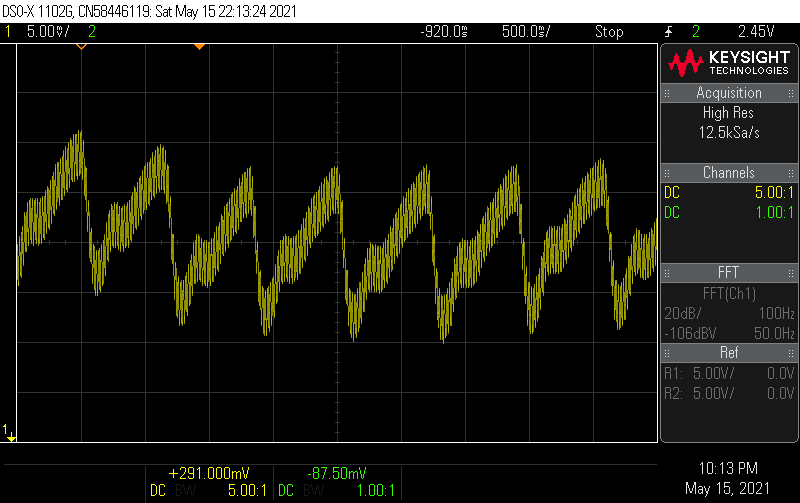 DSO-X 1102G, CN58446119: Sat May 15 22:13:24 2021
1 5.00V/ 2 -920.0ms 500.0ms/ Stop 2 2.45V
KEYSIGHT
TECHNOLOGIES
Acquisition
High Res
12.5kSa/s
Channels
DC 5.00:1
DC 1.00:1
FFT
FFT(Ch1)
20dB/ 100Hz
-106dBV 50.0Hz
Ref
R1: 5.00V/ 0.0V
R2: 5.00V/ 0.0V
1
+291.000mV -87.50mV
DC BW 5.00:1 DC BW 1.00:1
10:13 PM
May 15, 2021